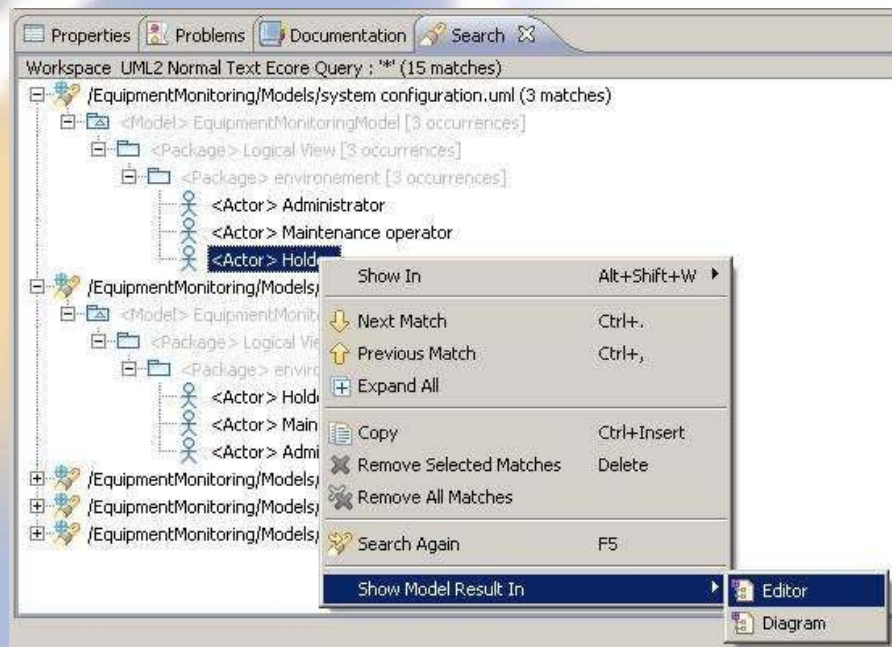 Properties Problems Documentation Search
Workspace UML2 Normal Text Ecore Query : '*' (15 matches)
/EquipmentMonitoring/Models/system configuration.uml (3 matches)
<Model> EquipmentMonitoringModel [3 occurrences]
<Package> Logical View [3 occurrences]
<Package> environement [3 occurrences]
<Actor> Administrator
<Actor> Maintenance operator
<Actor> Holde
/EquipmentMonitoring/Models/
<Model> EquipmentMonit
<Package> Logical Vie
<Package> enviro
<Actor> Hold
<Actor> Main
<Actor> Admi
/EquipmentMonitoring/Models/
/EquipmentMonitoring/Models/
/EquipmentMonitoring/Models/
Show In Alt+Shift+W
Next Match Ctrl+.
Previous Match Ctrl+,
Expand All
Copy Ctrl+Insert
Remove Selected Matches Delete
Remove All Matches
Search Again F5
Show Model Result In
Editor
Diagram